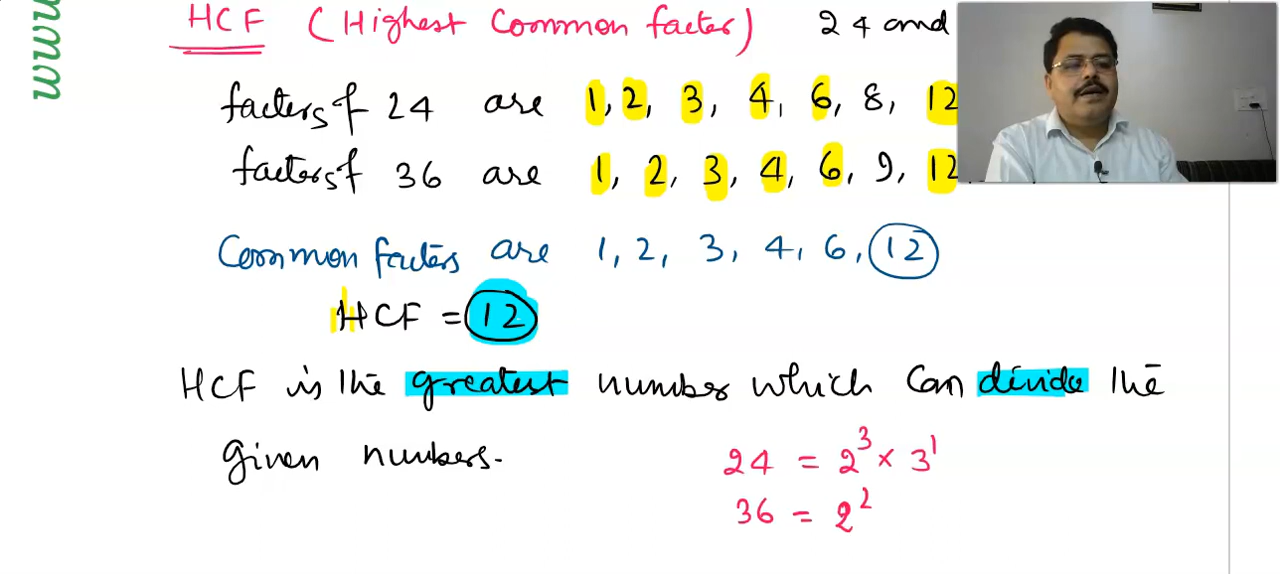 www
HCF (Highest Common factor) 24 and
factors of 24 are 1, 2, 3, 4, 6, 8, 12
factors of 36 are 1, 2, 3, 4, 6, 9, 12
Common factors are 1, 2, 3, 4, 6, 12
HCF = 12
HCF is the greatest number which can divide the
given numbers.
24 = 2³ × 3¹
36 = 2²